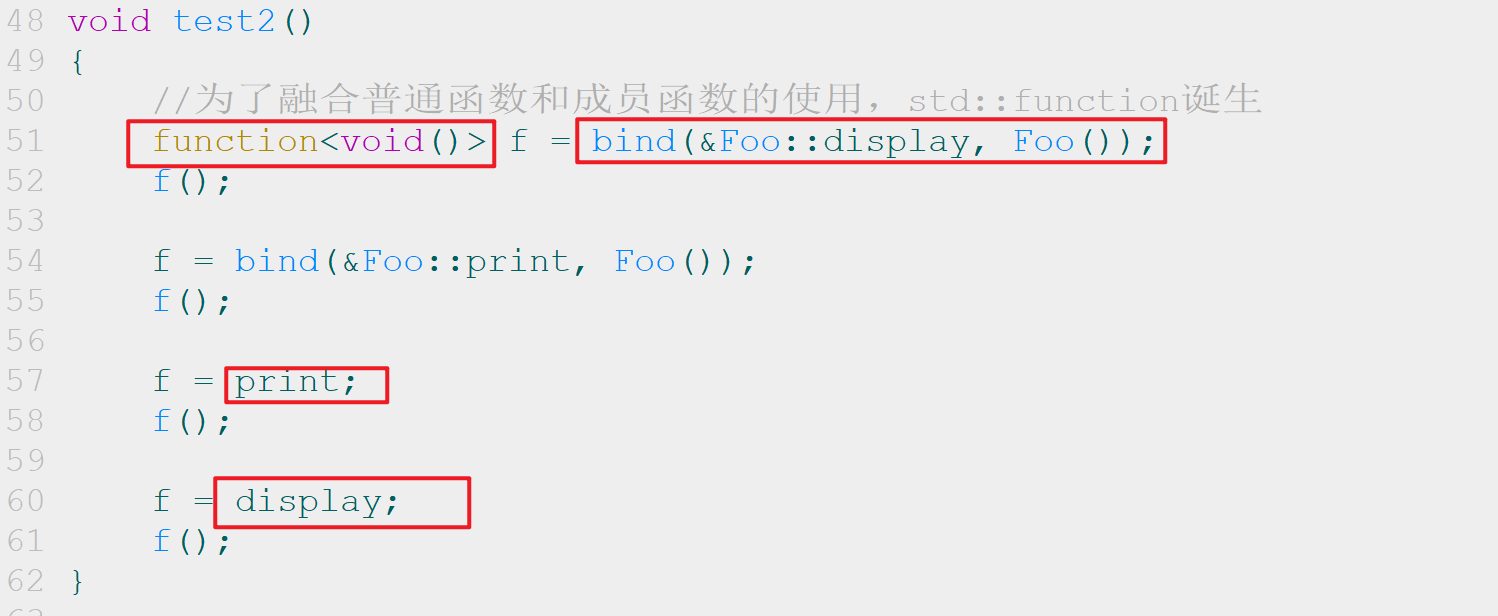 48 void test2()
49 {
50     //为了融合普通函数和成员函数的使用，std::function诞生
51     function<void()> f = bind(&Foo::display, Foo());
52     f();
53
54     f = bind(&Foo::print, Foo());
55     f();
56
57     f = print;
58     f();
59
60     f = display;
61     f();
62 }